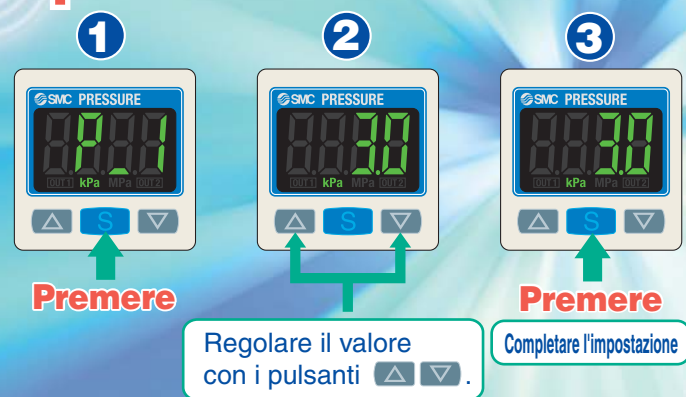 1
SMC PRESSURE
P_1
OUT1 kPa MPa OUT2
△ S ▽
Premere
2
SMC PRESSURE
3.0
OUT1 kPa MPa OUT2
△ S ▽
Regolare il valore
con i pulsanti △ ▽.
3
SMC PRESSURE
3.0
OUT1 kPa MPa OUT2
△ S ▽
Premere
Completare l'impostazione